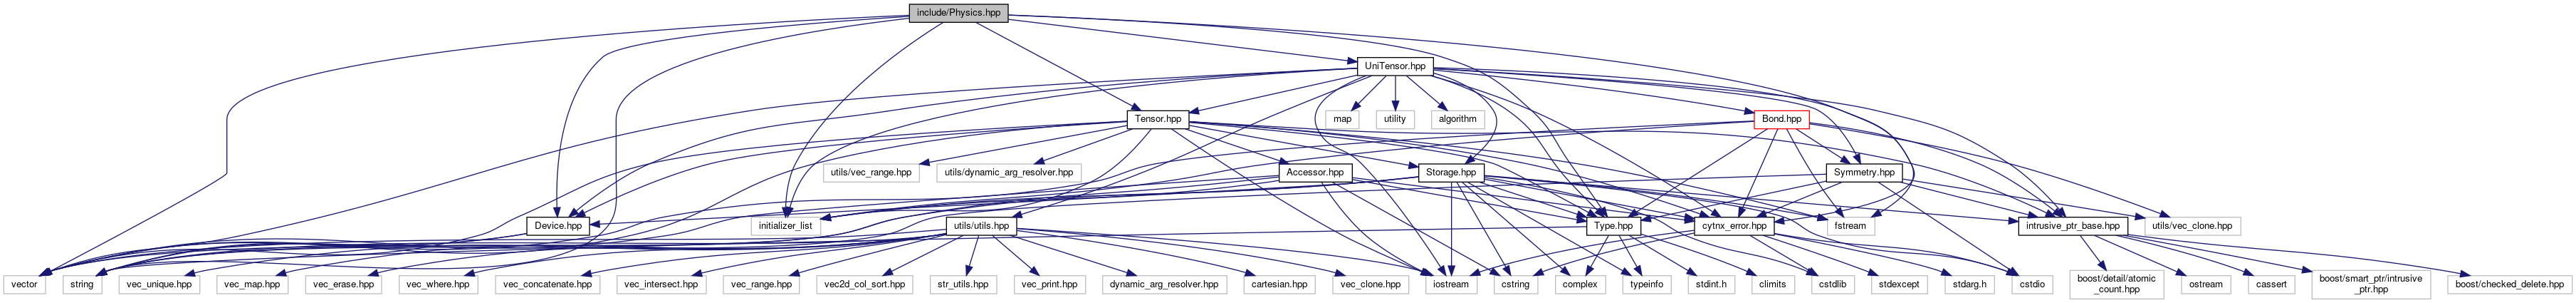 include/Physics.hpp
UniTensor.hpp
Tensor.hpp
map
utility
algorithm
Bond.hpp
utils/vec_range.hpp
utils/dynamic_arg_resolver.hpp
Accessor.hpp
Storage.hpp
Symmetry.hpp
Device.hpp
initializer_list
utils/utils.hpp
Type.hpp
cytnx_error.hpp
fstream
intrusive_ptr_base.hpp
utils/vec_clone.hpp
vector
string
vec_unique.hpp
vec_map.hpp
vec_erase.hpp
vec_where.hpp
vec_concatenate.hpp
vec_intersect.hpp
vec_range.hpp
vec2d_col_sort.hpp
str_utils.hpp
vec_print.hpp
dynamic_arg_resolver.hpp
cartesian.hpp
vec_clone.hpp
iostream
cstring
complex
typeinfo
stdint.h
climits
cstdlib
stdexcept
stdarg.h
cstdio
boost/detail/atomic
_count.hpp
ostream
cassert
boost/smart_ptr/intrusive
_ptr.hpp
boost/checked_delete.hpp